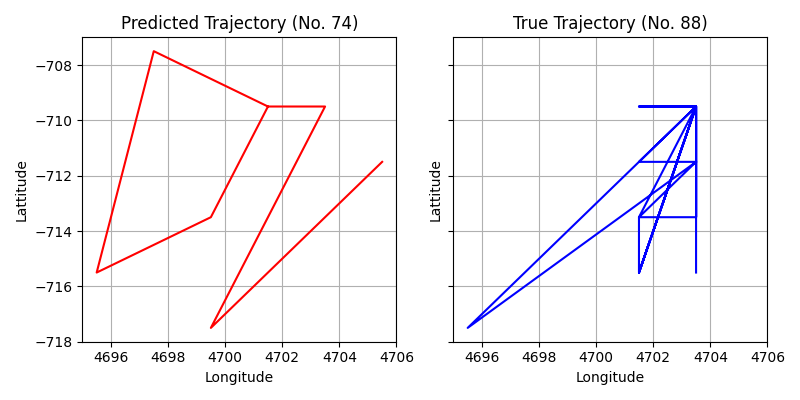 Predicted Trajectory (No. 74)
True Trajectory (No. 88)
Lattitude
−708
−710
−712
−714
−716
−718
4696 4698 4700 4702 4704 4706
Longitude
Lattitude
4696 4698 4700 4702 4704 4706
Longitude